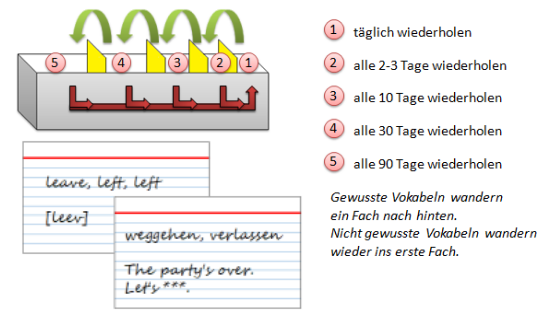 5 4 3 2 1
1 täglich wiederholen
2 alle 2-3 Tage wiederholen
3 alle 10 Tage wiederholen
4 alle 30 Tage wiederholen
5 alle 90 Tage wiederholen
leave, left, left
[leev]
weggehen, verlassen
The party's over.
Let's ***.
Gewusste Vokabeln wandern
ein Fach nach hinten.
Nicht gewusste Vokabeln wandern
wieder ins erste Fach.